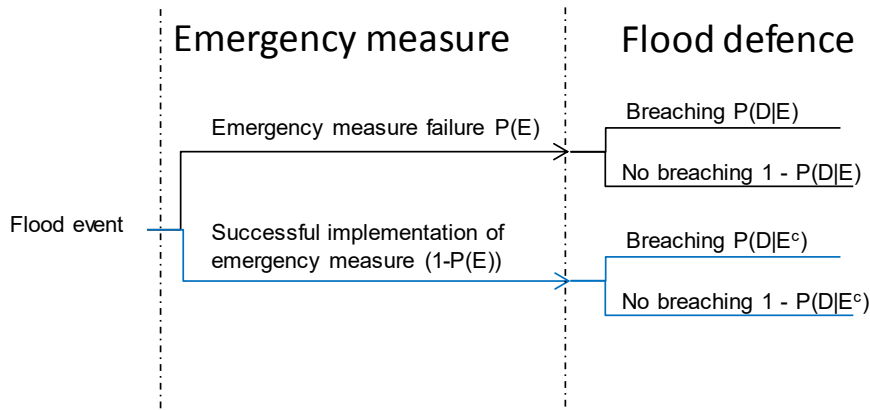 Emergency measure
Flood defence
Emergency measure failure P(E)
Breaching P(D|E)
No breaching 1 - P(D|E)
Flood event
Successful implementation of
emergency measure (1-P(E))
Breaching P(D|Eᶜ)
No breaching 1 - P(D|Eᶜ)